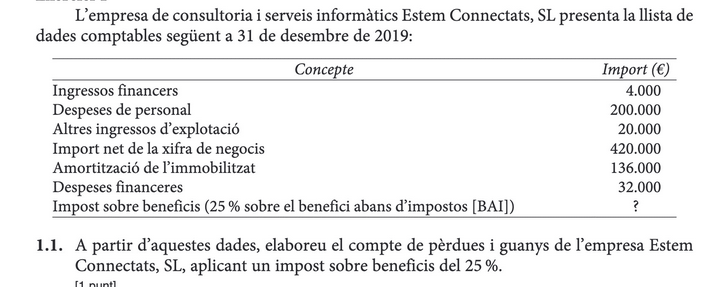 L’empresa de consultoria i serveis informàtics Estem Connectats, SL presenta la llista de
dades comptables següent a 31 de desembre de 2019:
Concepte Import (€)
Ingressos financers 4.000
Despeses de personal 200.000
Altres ingressos d’explotació 20.000
Import net de la xifra de negocis 420.000
Amortització de l’immobilitzat 136.000
Despeses financeres 32.000
Impost sobre beneficis (25 % sobre el benefici abans d’impostos [BAI]) ?
1.1. A partir d’aquestes dades, elaboreu el compte de pèrdues i guanys de l’empresa Estem
Connectats, SL, aplicant un impost sobre beneficis del 25 %.
[1 punt]